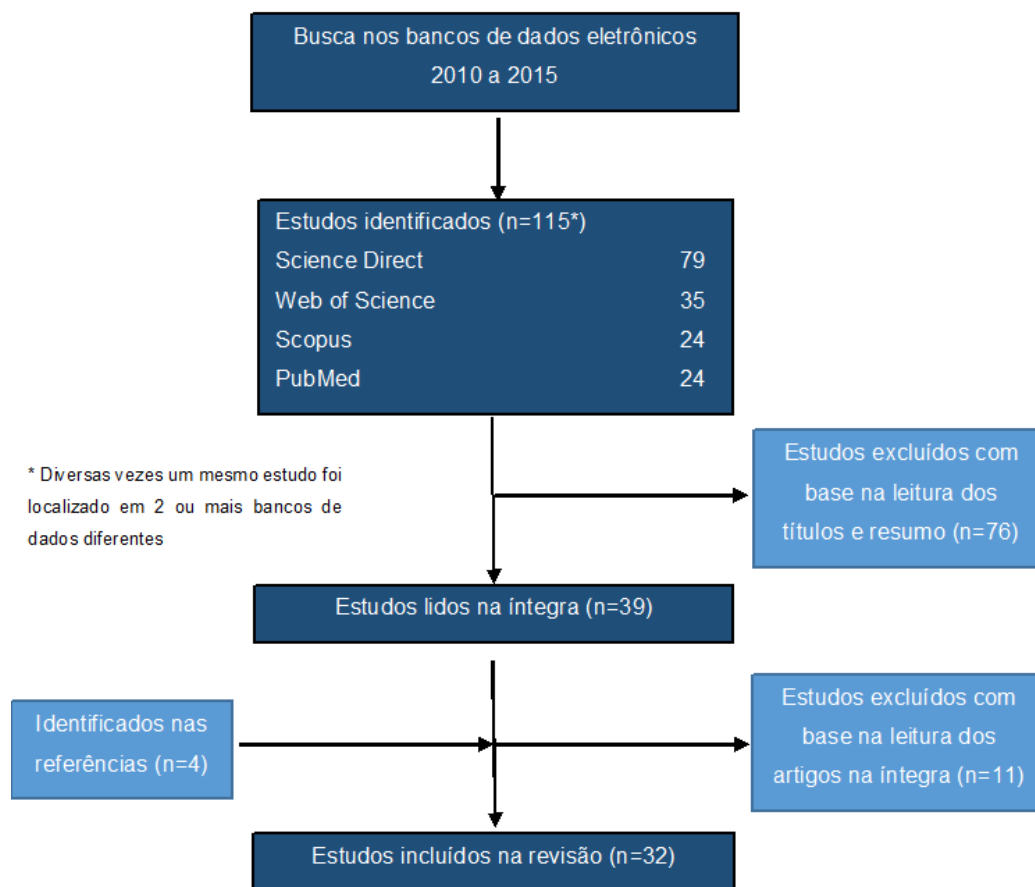 Busca nos bancos de dados eletrônicos
2010 a 2015
Estudos identificados (n=115*)
Science Direct 79
Web of Science 35
Scopus 24
PubMed 24
* Diversas vezes um mesmo estudo foi
localizado em 2 ou mais bancos de
dados diferentes
Estudos excluídos com
base na leitura dos
títulos e resumo (n=76)
Estudos lidos na íntegra (n=39)
Identificados nas
referências (n=4)
Estudos excluídos com
base na leitura dos
artigos na íntegra (n=11)
Estudos incluídos na revisão (n=32)